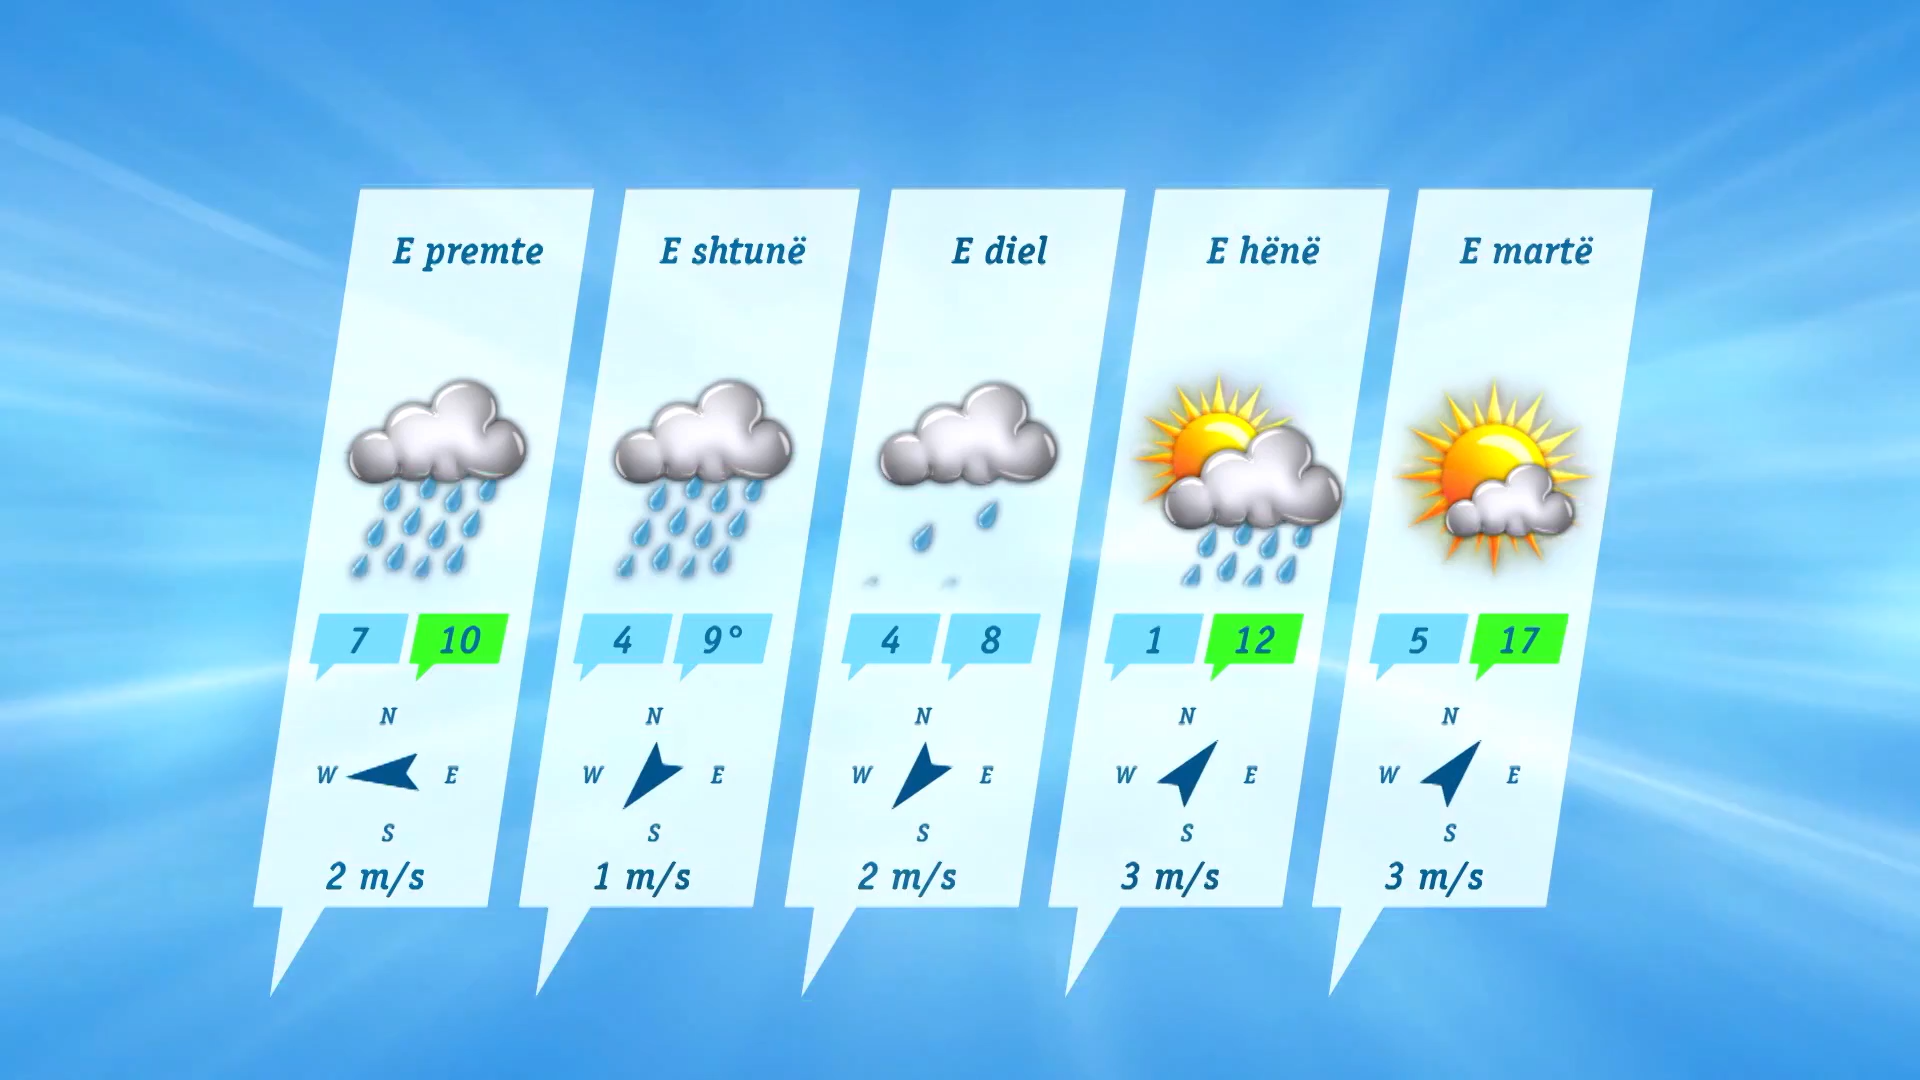 E premte
7 10
N
W E
S
2 m/s
E shtunë
4 9°
N
W E
S
1 m/s
E diel
4 8
N
W E
S
2 m/s
E hënë
1 12
N
W E
S
3 m/s
E martë
5 17
N
W E
S
3 m/s